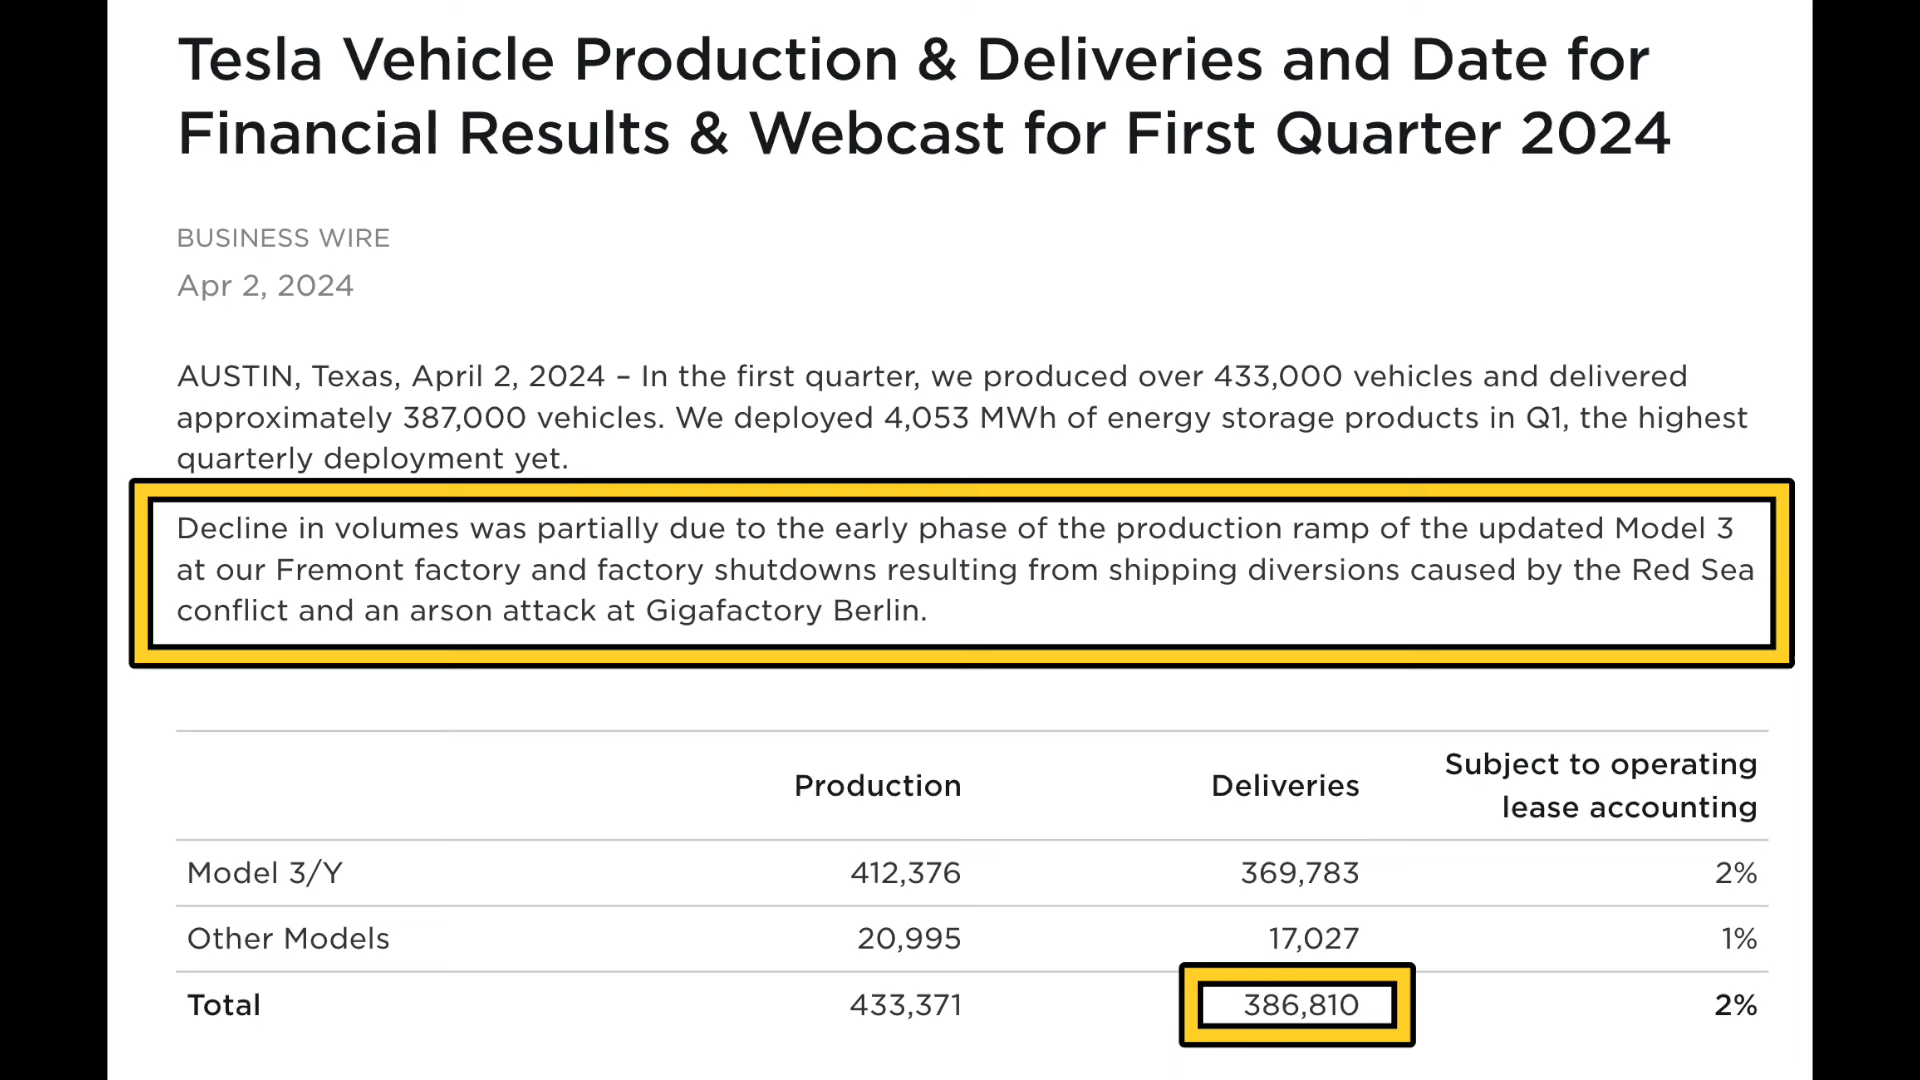 Tesla Vehicle Production & Deliveries and Date for
Financial Results & Webcast for First Quarter 2024
BUSINESS WIRE
Apr 2, 2024
AUSTIN, Texas, April 2, 2024 – In the first quarter, we produced over 433,000 vehicles and delivered
approximately 387,000 vehicles. We deployed 4,053 MWh of energy storage products in Q1, the highest
quarterly deployment yet.
Decline in volumes was partially due to the early phase of the production ramp of the updated Model 3
at our Fremont factory and factory shutdowns resulting from shipping diversions caused by the Red Sea
conflict and an arson attack at Gigafactory Berlin.
Production Deliveries Subject to operating
lease accounting
Model 3/Y 412,376 369,783 2%
Other Models 20,995 17,027 1%
Total 433,371 386,810 2%